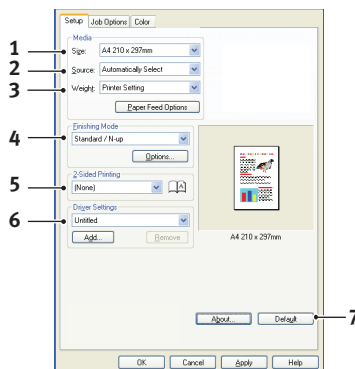 Setup Job Options Color
Media
1 Size: A4 210 x 297mm
2 Source: Automatically Select
3 Weight: Printer Setting
Paper Feed Options
Finishing Mode
4 Standard / N-up
Options...
2-Sided Printing
5 (None)
Driver Settings
6 Untitled
Add... Remove
A4 210 x 297mm
About... Default 7
OK Cancel Apply Help